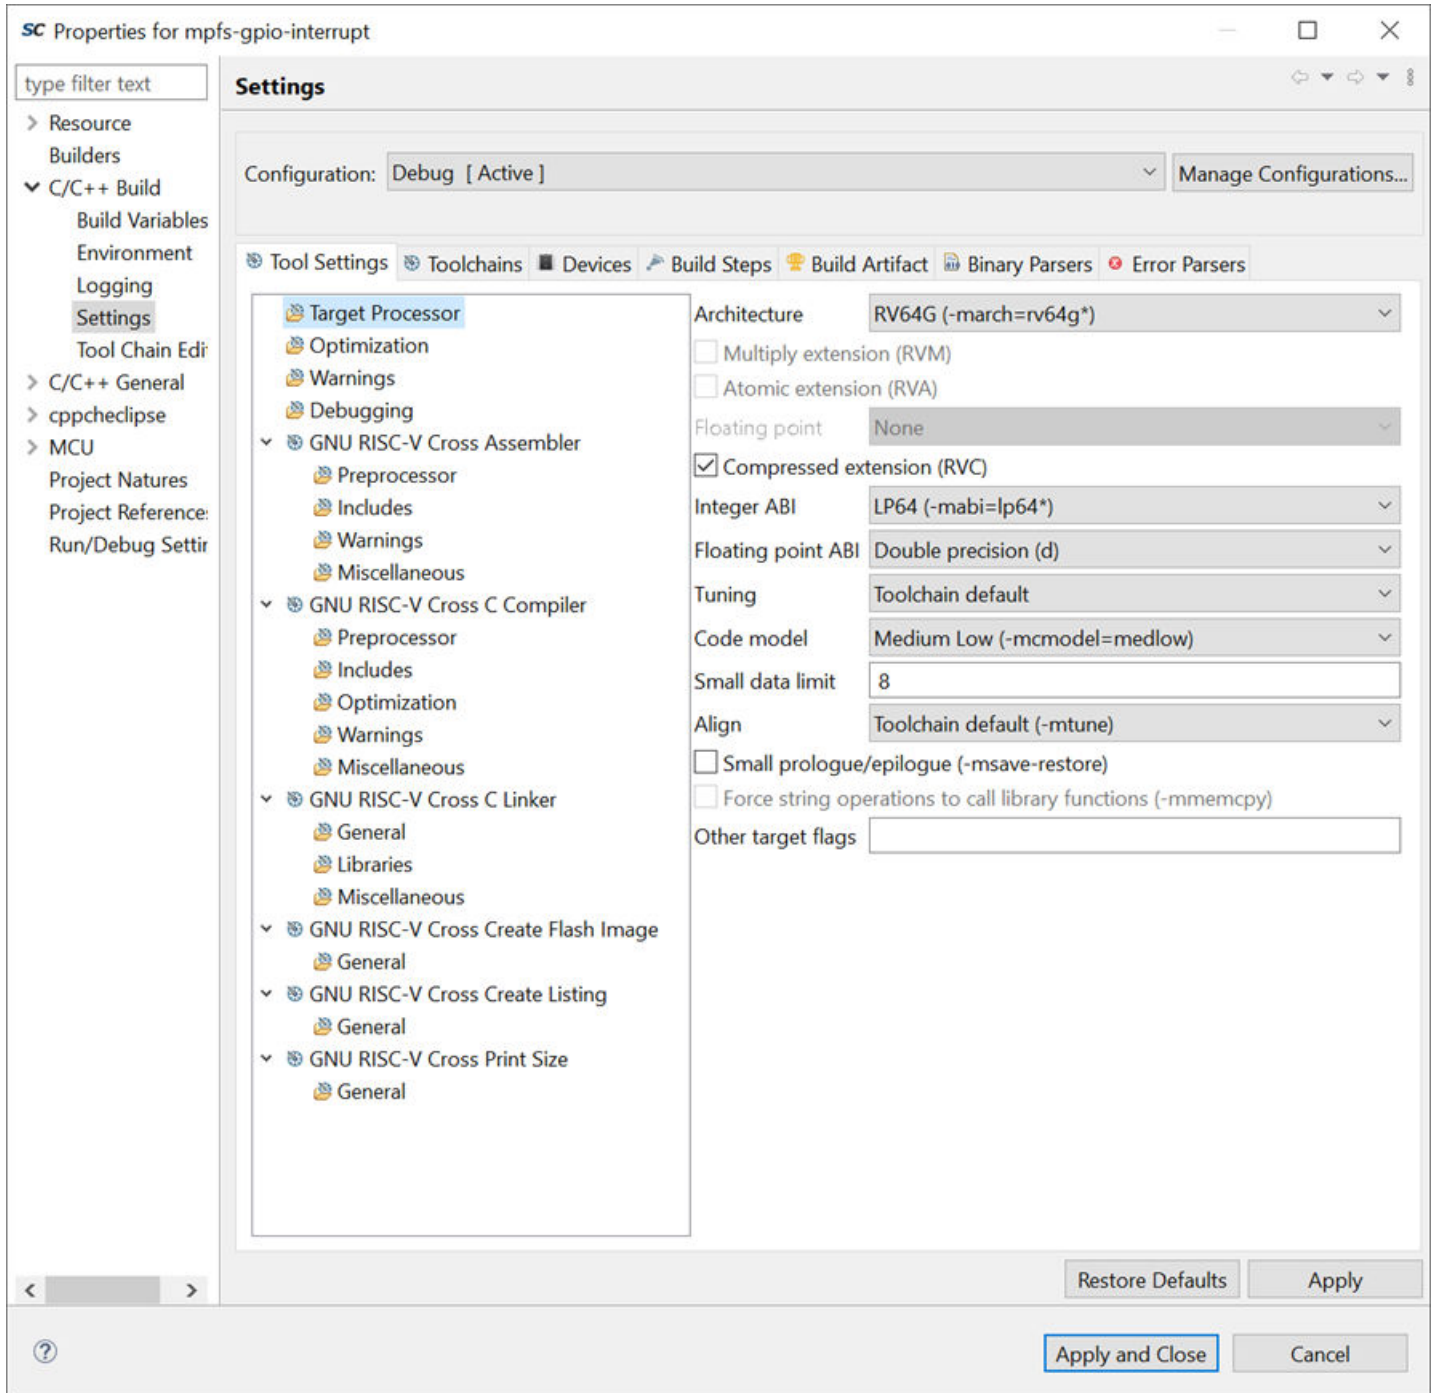 SC Properties for mpfs-gpio-interrupt
type filter text
Resource
Builders
C/C++ Build
Build Variables
Environment
Logging
Settings
Tool Chain Edi
C/C++ General
cppcheclipse
MCU
Project Natures
Project Reference
Run/Debug Settin
Settings
Configuration: Debug [ Active ] Manage Configurations...
Tool Settings Toolchains Devices Build Steps Build Artifact Binary Parsers Error Parsers
Target Processor
Optimization
Warnings
Debugging
GNU RISC-V Cross Assembler
Preprocessor
Includes
Warnings
Miscellaneous
GNU RISC-V Cross C Compiler
Preprocessor
Includes
Optimization
Warnings
Miscellaneous
GNU RISC-V Cross C Linker
General
Libraries
Miscellaneous
GNU RISC-V Cross Create Flash Image
General
GNU RISC-V Cross Create Listing
General
GNU RISC-V Cross Print Size
General
Architecture RV64G (-march=rv64g*)
Multiply extension (RVM)
Atomic extension (RVA)
Floating point None
Compressed extension (RVC)
Integer ABI LP64 (-mabi=lp64*)
Floating point ABI Double precision (d)
Tuning Toolchain default
Code model Medium Low (-mcmodel=medlow)
Small data limit 8
Align Toolchain default (-mtune)
Small prologue/epilogue (-msave-restore)
Force string operations to call library functions (-mmemcpy)
Other target flags
Restore Defaults Apply
? Apply and Close Cancel